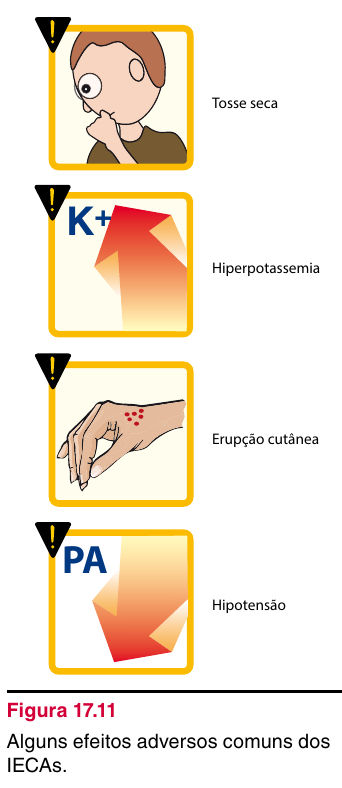 !
Tosse seca
!
K+
Hiperpotassemia
!
Erupção cutânea
!
PA
Hipotensão
Figura 17.11
Alguns efeitos adversos comuns dos
IECAs.